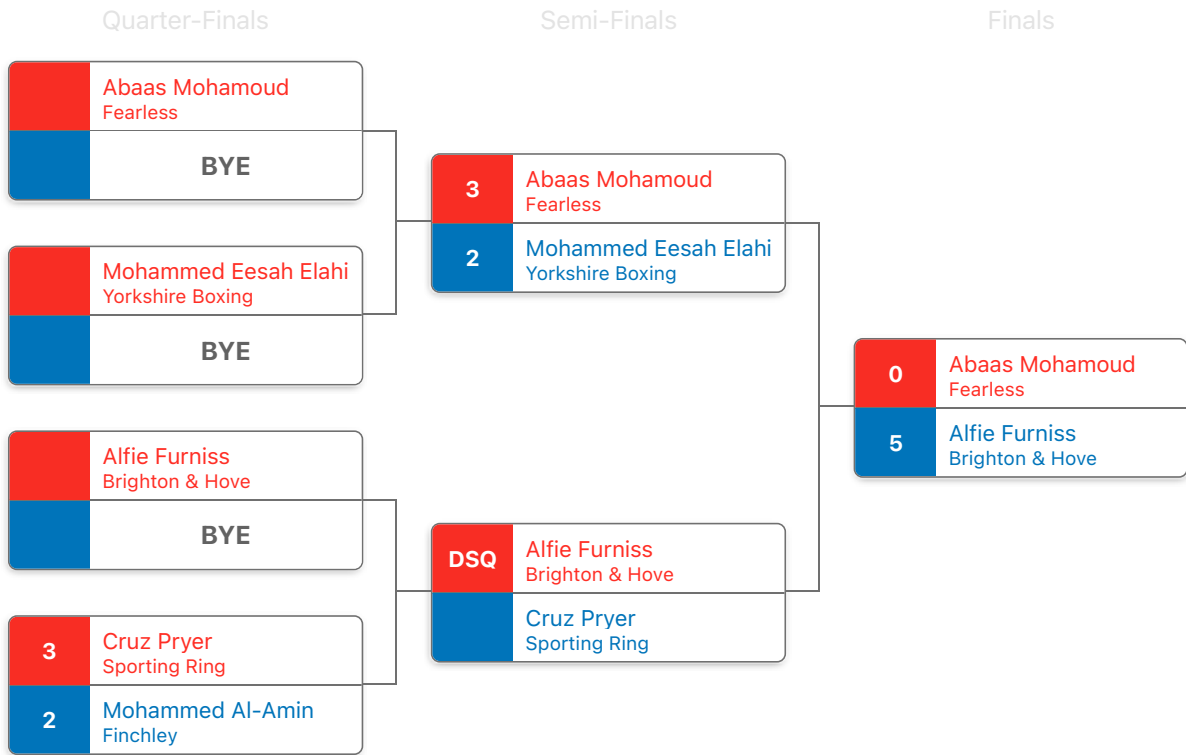 Quarter-Finals
Semi-Finals
Finals
Abaas Mohamoud
Fearless
BYE
Mohammed Eesah Elahi
Yorkshire Boxing
BYE
Alfie Furniss
Brighton & Hove
BYE
3
Cruz Pryer
Sporting Ring
2
Mohammed Al-Amin
Finchley
3
Abaas Mohamoud
Fearless
2
Mohammed Eesah Elahi
Yorkshire Boxing
DSQ
Alfie Furniss
Brighton & Hove
Cruz Pryer
Sporting Ring
0
Abaas Mohamoud
Fearless
5
Alfie Furniss
Brighton & Hove